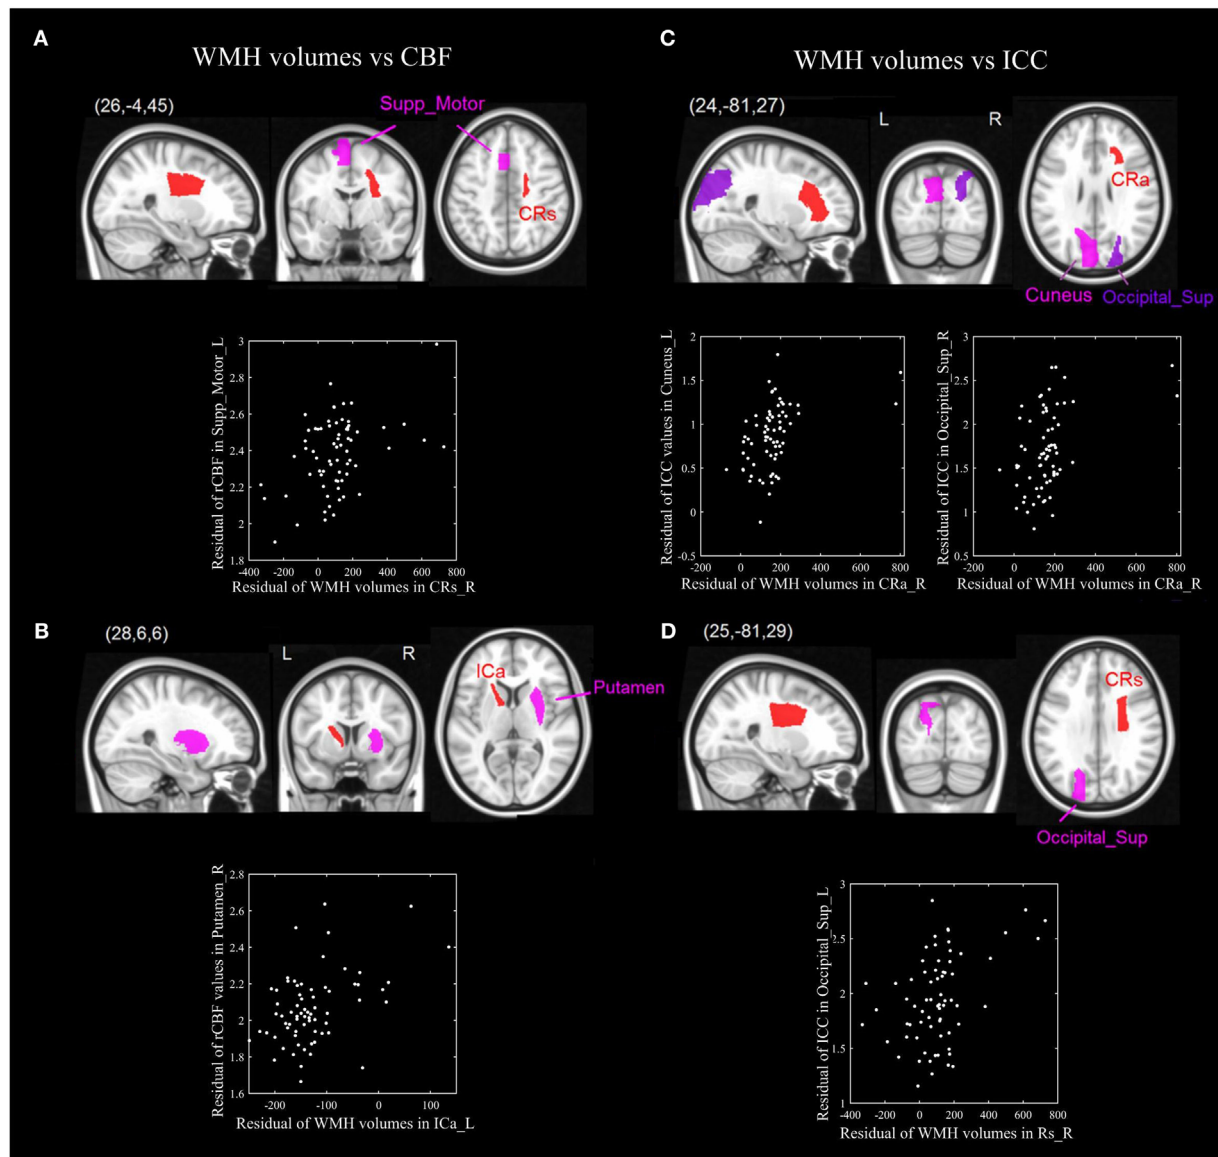 A
WMH volumes vs CBF
(26,-4,45)
Supp_Motor
CRs
Residual of rCBF in Supp_Motor_L
3
2.8
2.6
2.4
2.2
2
1.8
-400 -200 0 200 400 600 800
Residual of WMH volumes in CRs_R
B
(28,6,6)
L R
ICa
Putamen
Residual of rCBF values in Putamen_R
2.8
2.6
2.4
2.2
2
1.8
1.6
-200 -100 0 100
Residual of WMH volumes in ICa_L
C
WMH volumes vs ICC
(24,-81,27)
L R
CRa
Cuneus Occipital_Sup
Residual of ICC values in Cuneus_L
2
1.5
1
0.5
0
-0.5
-200 0 200 400 600 800
Residual of WMH volumes in CRa_R
Residual of ICC in Occipital_Sup_R
3
2.5
2
1.5
1
0.5
-200 0 200 400 600 800
Residual of WMH volumes in CRa_R
D
(25,-81,29)
CRs
Occipital_Sup
Residual of ICC in Occipital_Sup_L
3
2.5
2
1.5
1
-400 -200 0 200 400 600 800
Residual of WMH volumes in Rs_R